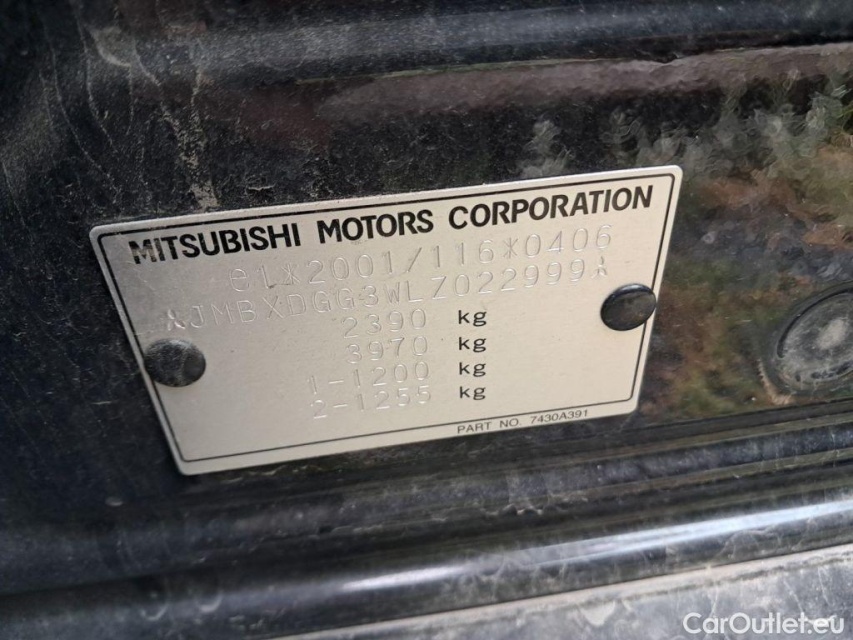 MITSUBISHI MOTORS CORPORATION
e1*2001/116*0406
*JMBXDGG3WLZ022999*
2390 kg
3970 kg
1-1200 kg
2-1255 kg
PART NO. 7430A391
CarOutlet.eu